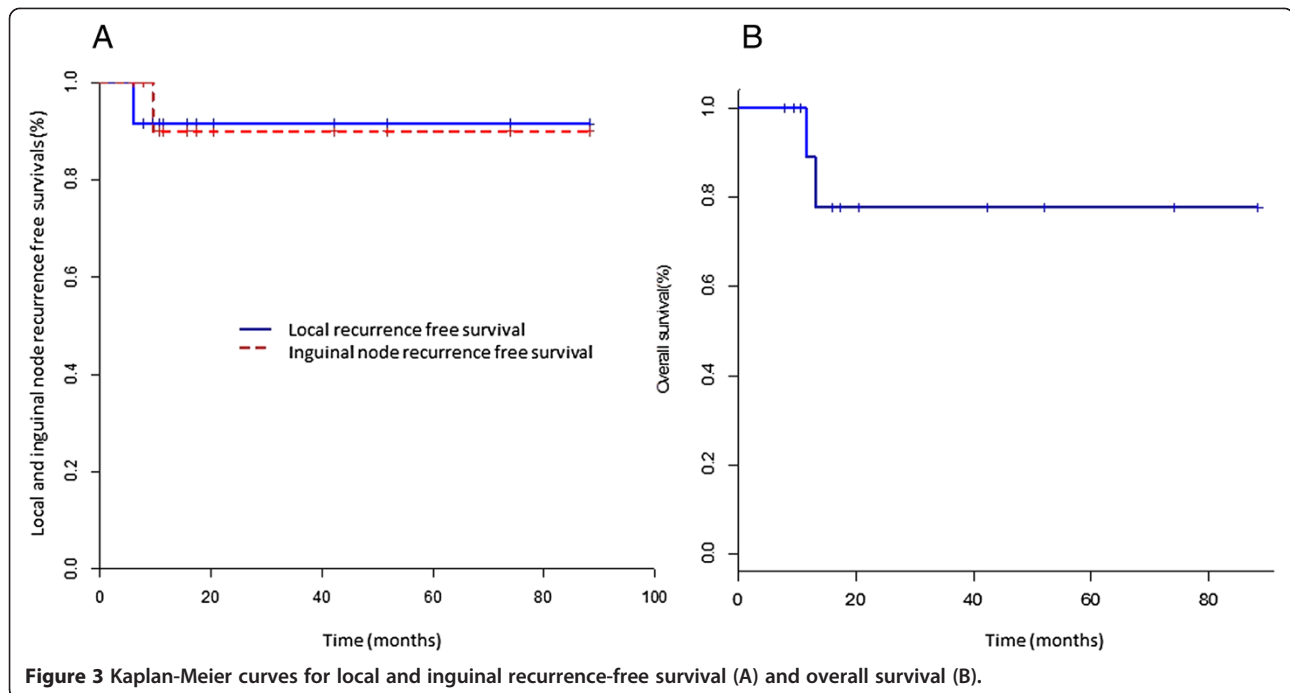 A
Local and inguinal node recurrence free survivals(%)
1.0
0.8
0.6
0.4
0.2
0.0
Local recurrence free survival
Inguinal node recurrence free survival
0 20 40 60 80 100
Time (months)
B
Overall survival(%)
1.0
0.8
0.6
0.4
0.2
0.0
0 20 40 60 80
Time (months)
Figure 3 Kaplan-Meier curves for local and inguinal recurrence-free survival (A) and overall survival (B).